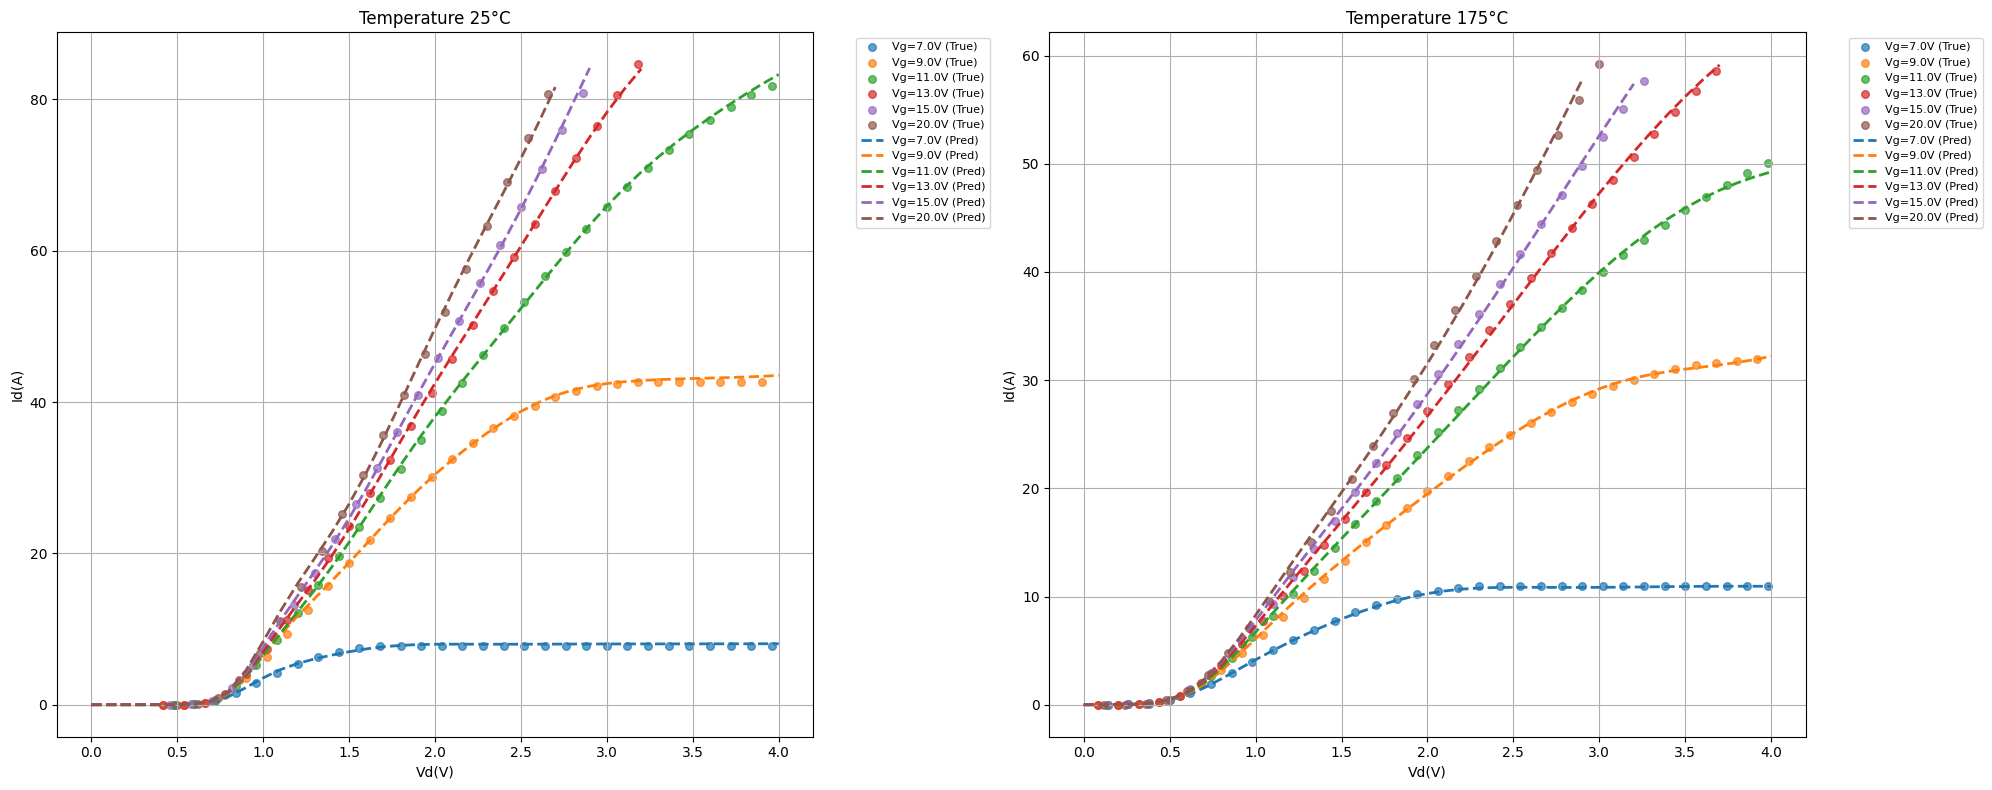 Temperature 25°C
80
60
40
20
0
Id(A)
0.0 0.5 1.0 1.5 2.0 2.5 3.0 3.5 4.0
Vd(V)
Vg=7.0V (True)
Vg=9.0V (True)
Vg=11.0V (True)
Vg=13.0V (True)
Vg=15.0V (True)
Vg=20.0V (True)
Vg=7.0V (Pred)
Vg=9.0V (Pred)
Vg=11.0V (Pred)
Vg=13.0V (Pred)
Vg=15.0V (Pred)
Vg=20.0V (Pred)
Temperature 175°C
60
50
40
30
20
10
0
Id(A)
0.0 0.5 1.0 1.5 2.0 2.5 3.0 3.5 4.0
Vd(V)
Vg=7.0V (True)
Vg=9.0V (True)
Vg=11.0V (True)
Vg=13.0V (True)
Vg=15.0V (True)
Vg=20.0V (True)
Vg=7.0V (Pred)
Vg=9.0V (Pred)
Vg=11.0V (Pred)
Vg=13.0V (Pred)
Vg=15.0V (Pred)
Vg=20.0V (Pred)